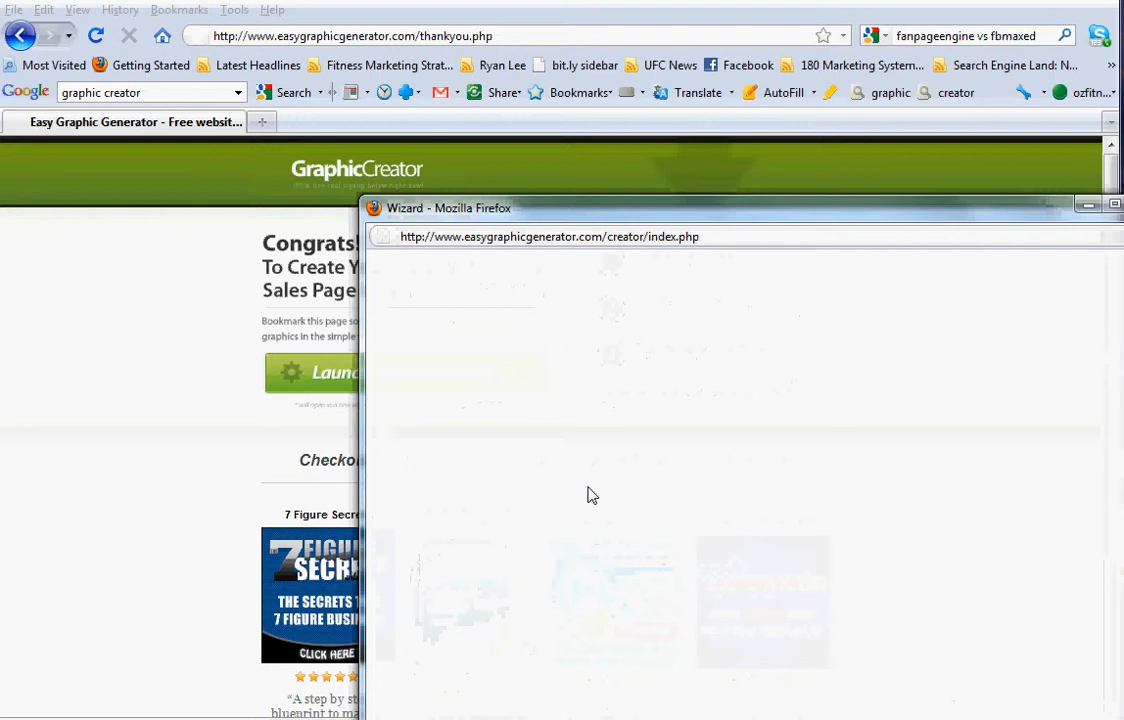 File Edit View History Bookmarks Tools Help
http://www.easygraphicgenerator.com/thankyou.php
fanpageengine vs fbmaxed
Most Visited Getting Started Latest Headlines Fitness Marketing Strat... Ryan Lee bit.ly sidebar UFC News Facebook 180 Marketing System... Search Engine Land: N... »
Google graphic creator Search Share Bookmarks Translate AutoFill graphic creator ozfitn...
Easy Graphic Generator - Free websit...
GraphicCreator
Wizard - Mozilla Firefox
http://www.easygraphicgenerator.com/creator/index.php
Congrats!
To Create Y
Sales Page
Bookmark this page so
graphics in the simple
Launc
Checko
7 Figure Secre
7 FIGU
SECR
THE SECRETS T
7 FIGURE BUSI
CLICK HERE
"A step by st
blueprint to ma